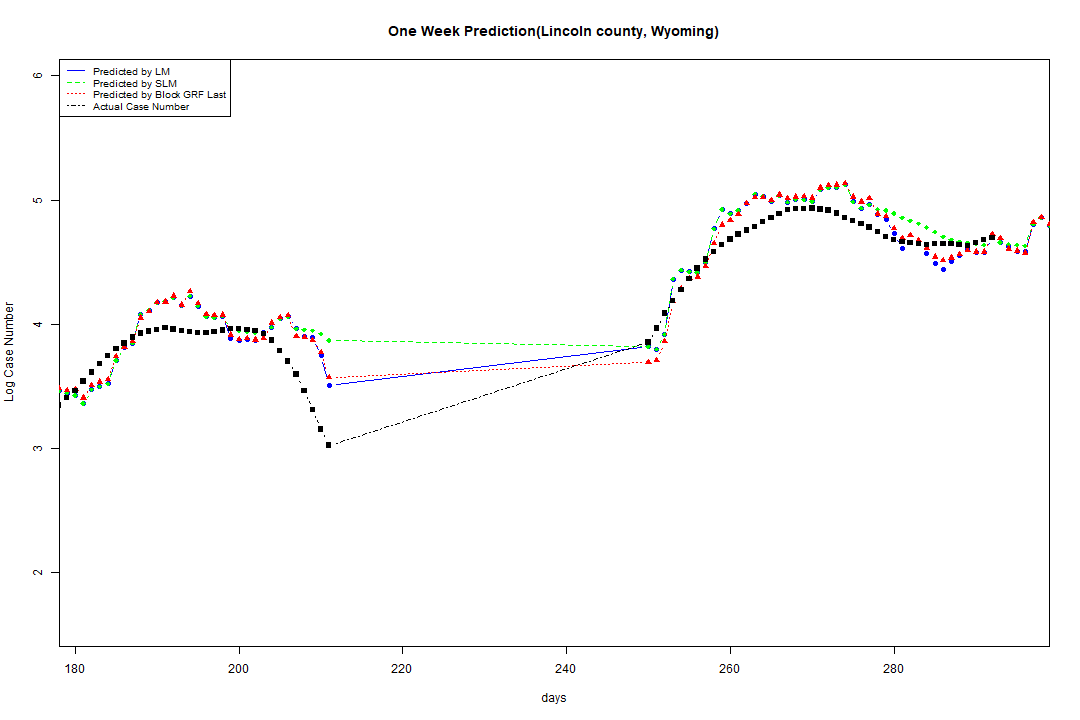 One Week Prediction(Lincoln county, Wyoming)
Predicted by LM
Predicted by SLM
Predicted by Block GRF Last
Actual Case Number
6
5
4
3
2
Log Case Number
180 200 220 240 260 280
days